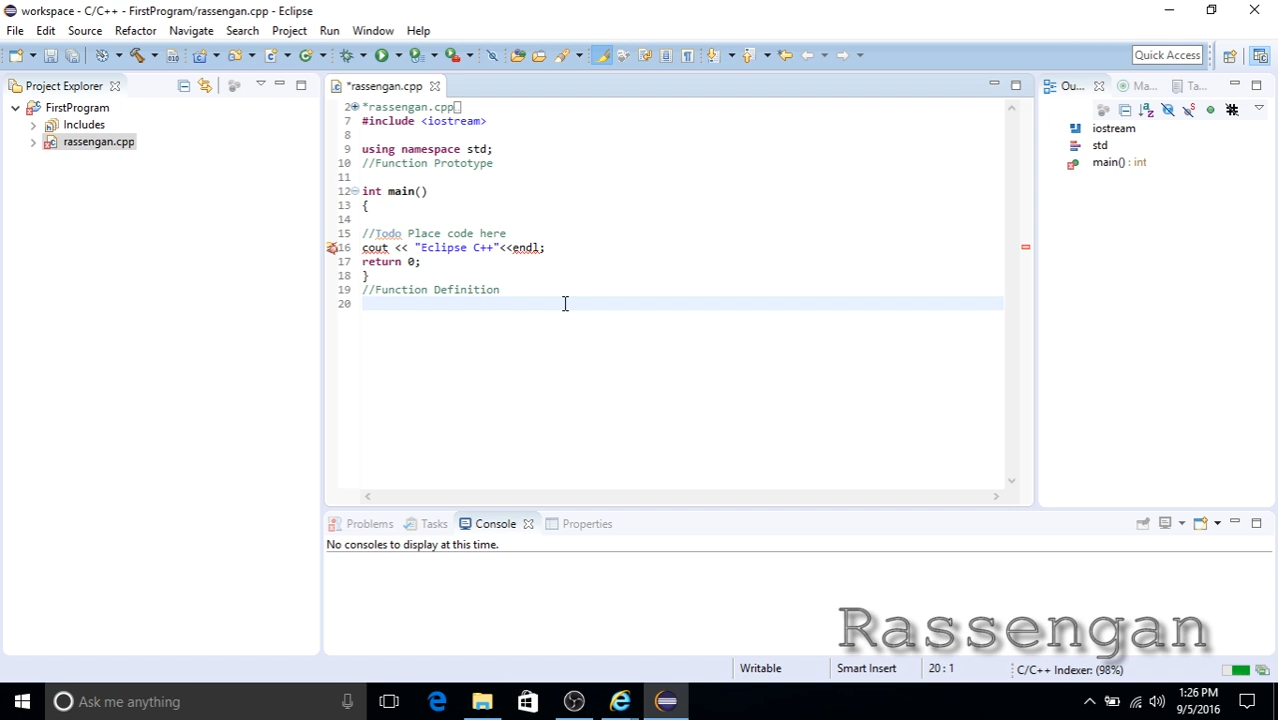 workspace - C/C++ - FirstProgram/rassengan.cpp - Eclipse
File Edit Source Refactor Navigate Search Project Run Window Help
Quick Access
Project Explorer
*rassengan.cpp
Ou... Ma... Ta...
FirstProgram
Includes
rassengan.cpp
2 *rassengan.cpp
7 #include <iostream>
8
9 using namespace std;
10 //Function Prototype
11
12 int main()
13 {
14
15 //Todo Place code here
16 cout << "Eclipse C++"<<endl;
17 return 0;
18 }
19 //Function Definition
20
iostream
std
main() : int
Problems Tasks Console Properties
No consoles to display at this time.
Rassengan
Writable Smart Insert 20 : 1 C/C++ Indexer: (98%)
Ask me anything
1:26 PM
9/5/2016